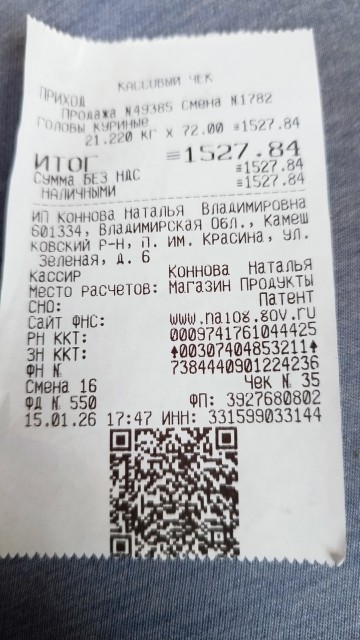 КАССОВЫЙ ЧЕК
ПРИХОД
Продажа N49385 Смена N1782
ГОЛОВЫ КУРИНЫЕ
21.220 КГ x 72.00 ≡1527.84
ИТОГ ≡1527.84
СУММА БЕЗ НДС ≡1527.84
НАЛИЧНЫМИ ≡1527.84
ИП КОННОВА НАТАЛЬЯ ВЛАДИМИРОВНА
601334, ВЛАДИМИРСКАЯ ОБЛ., КАМЕШ
КОВСКИЙ Р-Н, П. ИМ. КРАСИНА, УЛ.
ЗЕЛЕНАЯ, Д. 6
КАССИР КОННОВА НАТАЛЬЯ
МЕСТО РАСЧЕТОВ: МАГАЗИН ПРОДУКТЫ
СНО: ПАТЕНТ
САЙТ ФНС: www.nalog.gov.ru
РН ККТ: 0009741761044425
ЗН ККТ: ↑00307404853211↑
ФН № 7384440901224236
СМЕНА 16 ЧЕК № 35
ФД № 550 ФП: 3927680802
15.01.26 17:47 ИНН: 331599033144